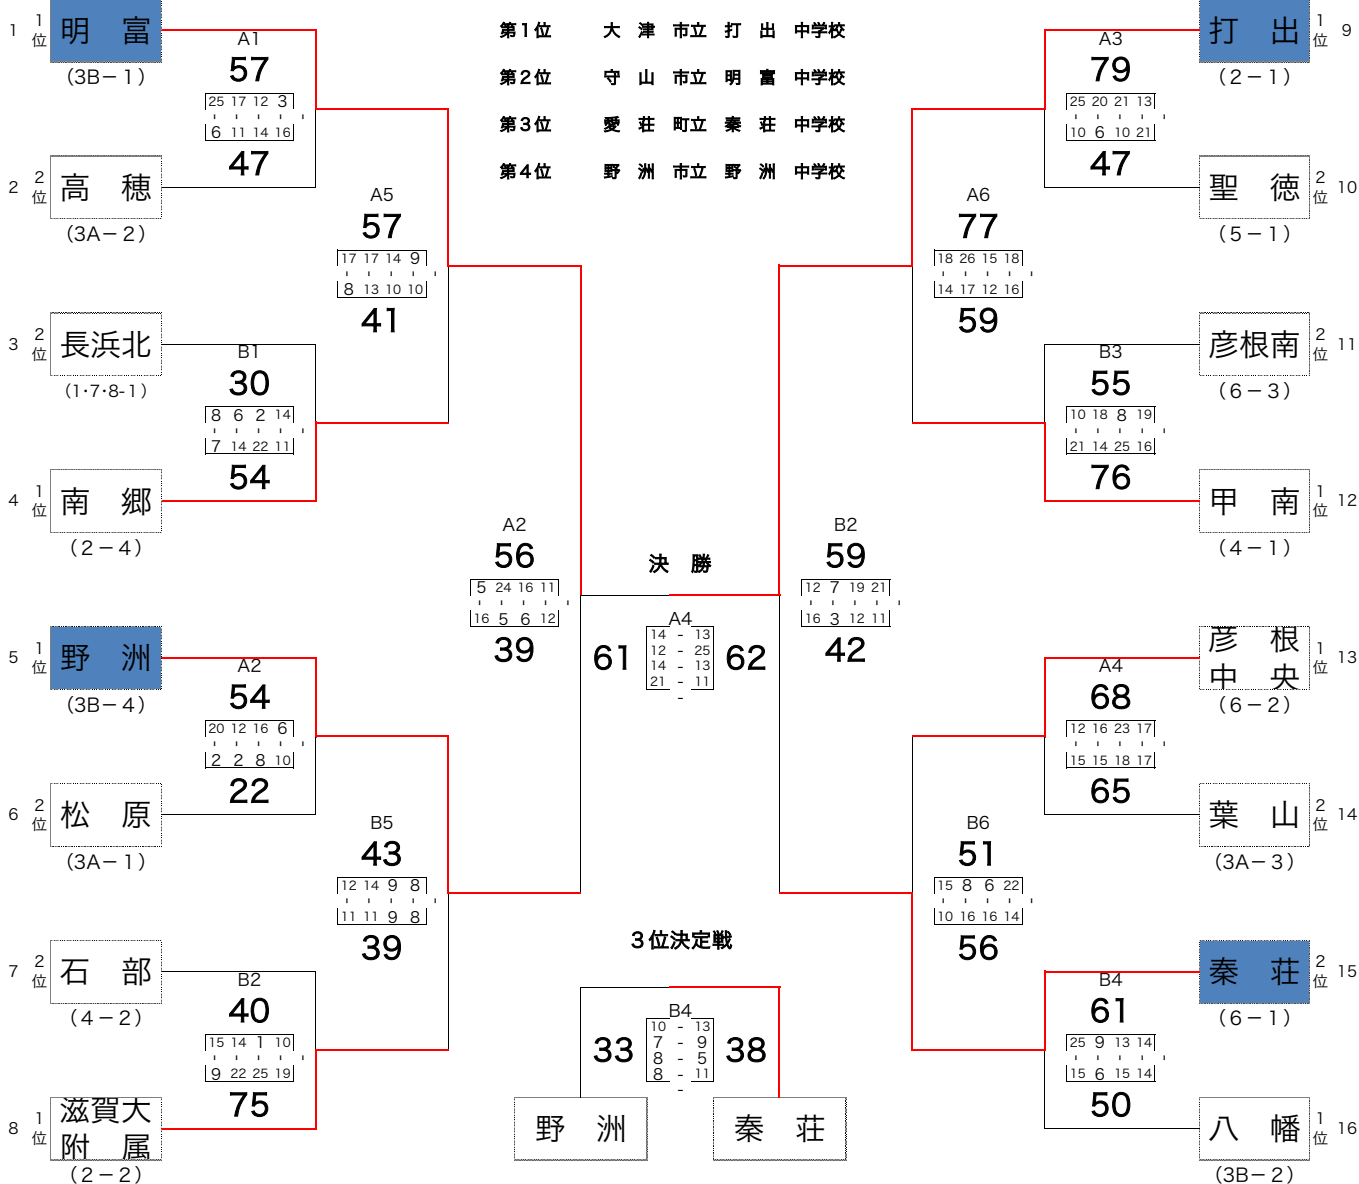 第１位 大 津 市立 打 出 中学校
第２位 守 山 市立 明 富 中学校
第３位 愛 荘 町立 秦 荘 中学校
第４位 野 洲 市立 野 洲 中学校
1 1位 明 富
(3B－1)
A1
57
25 17 12 3
- - - -
6 11 14 16
47
2 2位 高 穂
(3A－2)
A5
57
17 17 14 9
- - - -
8 13 10 10
41
3 2位 長浜北
(1･7･8-1)
B1
30
8 6 2 14
- - - -
7 14 22 11
54
4 1位 南 郷
(2－4)
A2
56
5 24 16 11
- - - -
16 5 6 12
39
5 1位 野 洲
(3B－4)
A2
54
20 12 16 6
- - - -
2 2 8 10
22
6 2位 松 原
(3A－1)
B5
43
12 14 9 8
- - - -
11 11 9 8
39
7 2位 石 部
(4－2)
B2
40
15 14 1 10
- - - -
9 22 25 19
75
8 1位 滋賀大
附 属
(2－2)
決 勝
A4
61 62
14 - 13
12 - 25
14 - 13
21 - 11
-
３位決定戦
B4
33 38
10 - 13
7 - 9
8 - 5
8 - 11
-
野 洲
秦 荘
打 出 1位 9
(2－1)
A3
79
25 20 21 13
- - - -
10 6 10 21
47
聖 徳 2位 10
(5－1)
A6
77
18 26 15 18
- - - -
14 17 12 16
59
彦根南 2位 11
(6－3)
B3
55
10 18 8 19
- - - -
21 14 25 16
76
甲 南 1位 12
(4－1)
B2
59
12 7 19 21
- - - -
16 3 12 11
42
彦 根
中 央 1位 13
(6－2)
A4
68
12 16 23 17
- - - -
15 15 18 17
65
葉 山 2位 14
(3A－3)
B6
51
15 8 6 22
- - - -
10 16 16 14
56
秦 荘 2位 15
(6－1)
B4
61
25 9 13 14
- - - -
15 6 15 14
50
八 幡 1位 16
(3B－2)